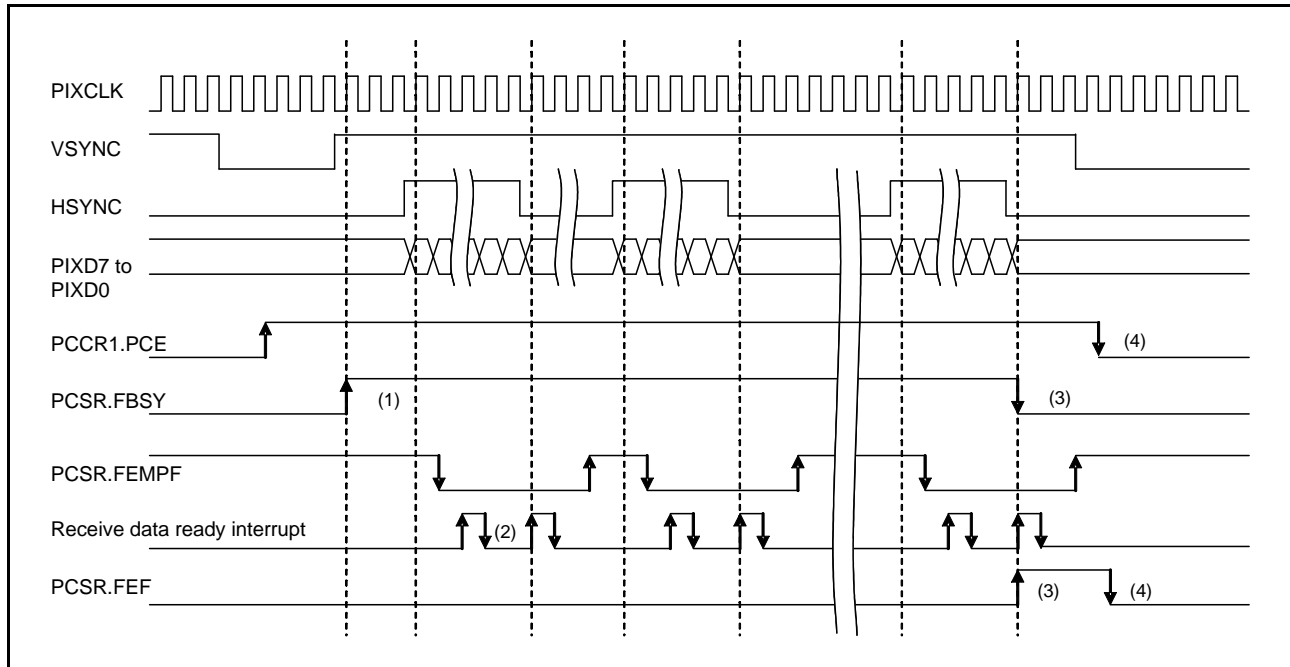 PIXCLK
VSYNC
HSYNC
PIXD7 to
PIXD0
PCCR1.PCE
(4)
PCSR.FBSY
(1)
(3)
PCSR.FEMPF
Receive data ready interrupt
(2)
PCSR.FEF
(3)
(4)